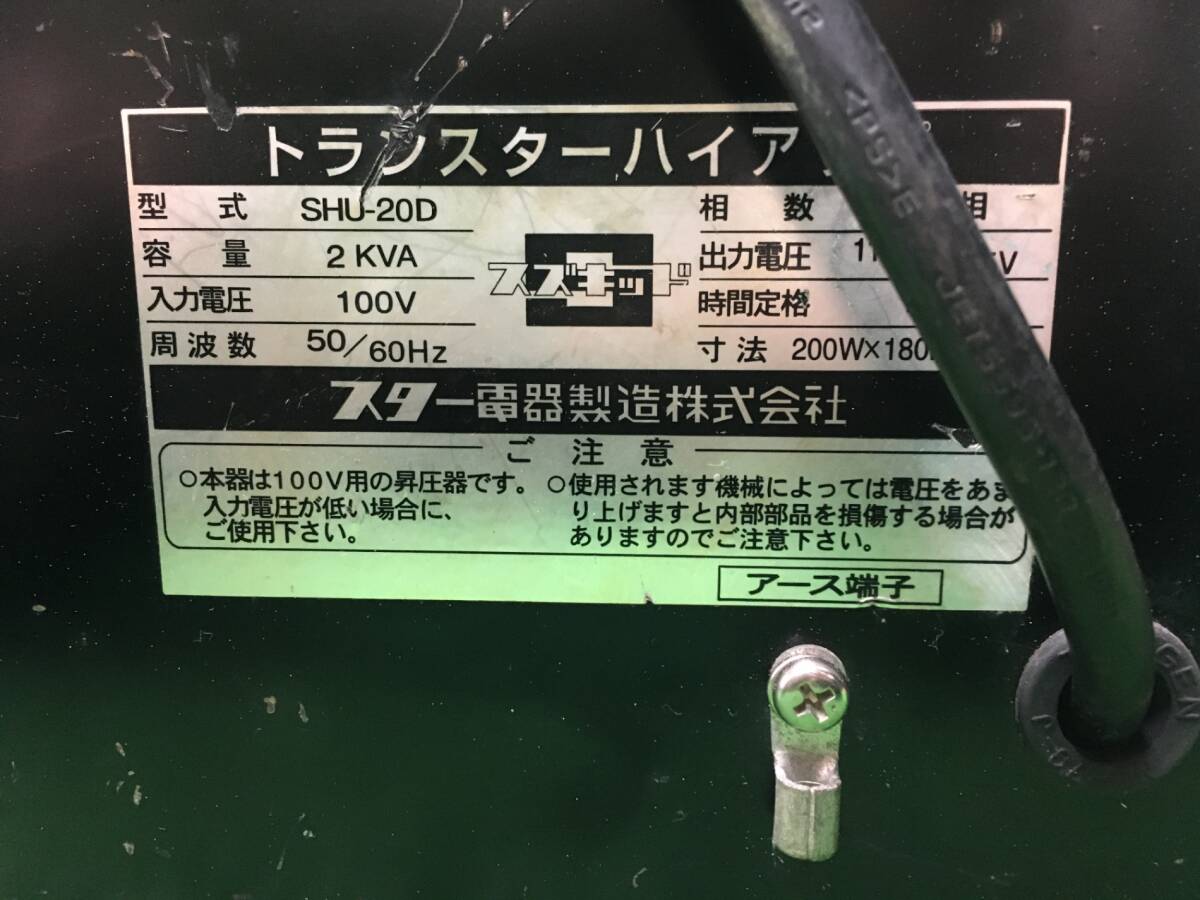 トランスターハイア
型式 SHU-20D
容量 2 KVA
入力電圧 100V
周波数 50/60Hz
スズキッド
相数 相
出力電圧
時間定格
寸法 200W×180
スター電器製造株式会社
ご注意
○本器は100V用の昇圧器です。
入力電圧が低い場合に、
ご使用下さい。
○使用されます機械によっては電圧をあま
り上げますと内部部品を損傷する場合が
ありますのでご注意下さい。
アース端子